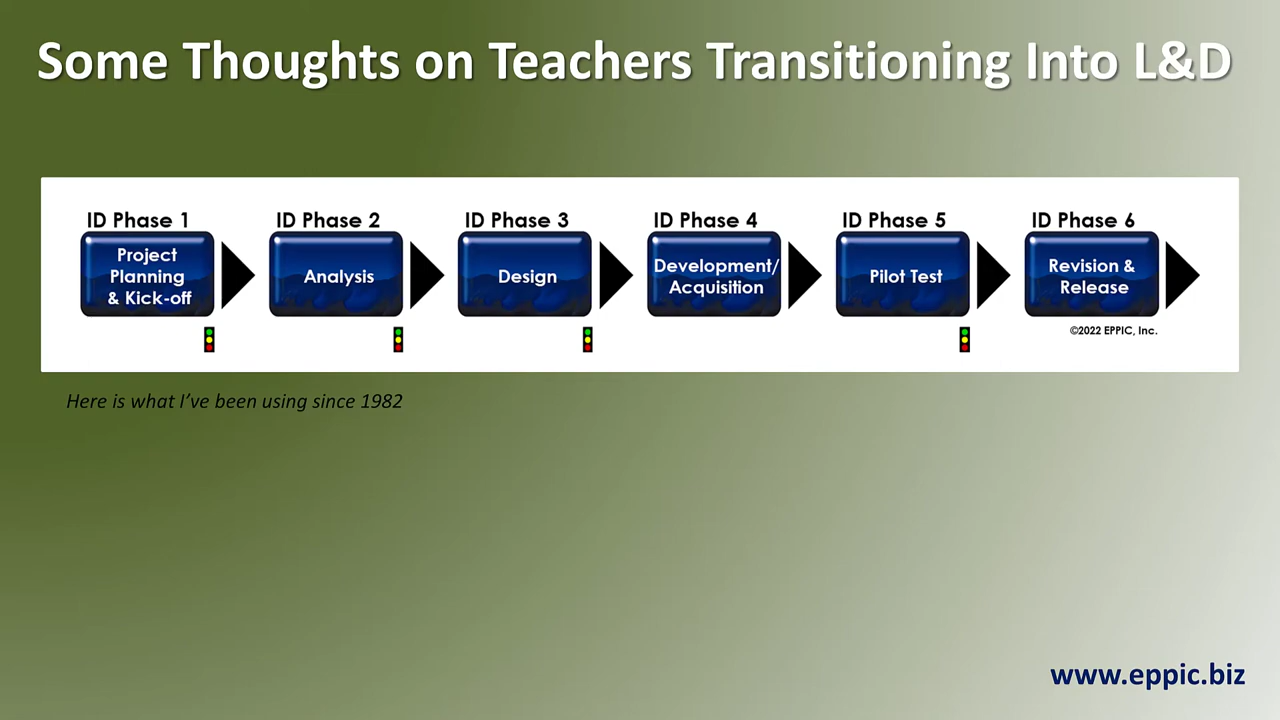 Some Thoughts on Teachers Transitioning Into L&D
ID Phase 1
Project
Planning
& Kick-off
ID Phase 2
Analysis
ID Phase 3
Design
ID Phase 4
Development/
Acquisition
ID Phase 5
Pilot Test
ID Phase 6
Revision &
Release
©2022 EPPIC, Inc.
Here is what I’ve been using since 1982
www.eppic.biz